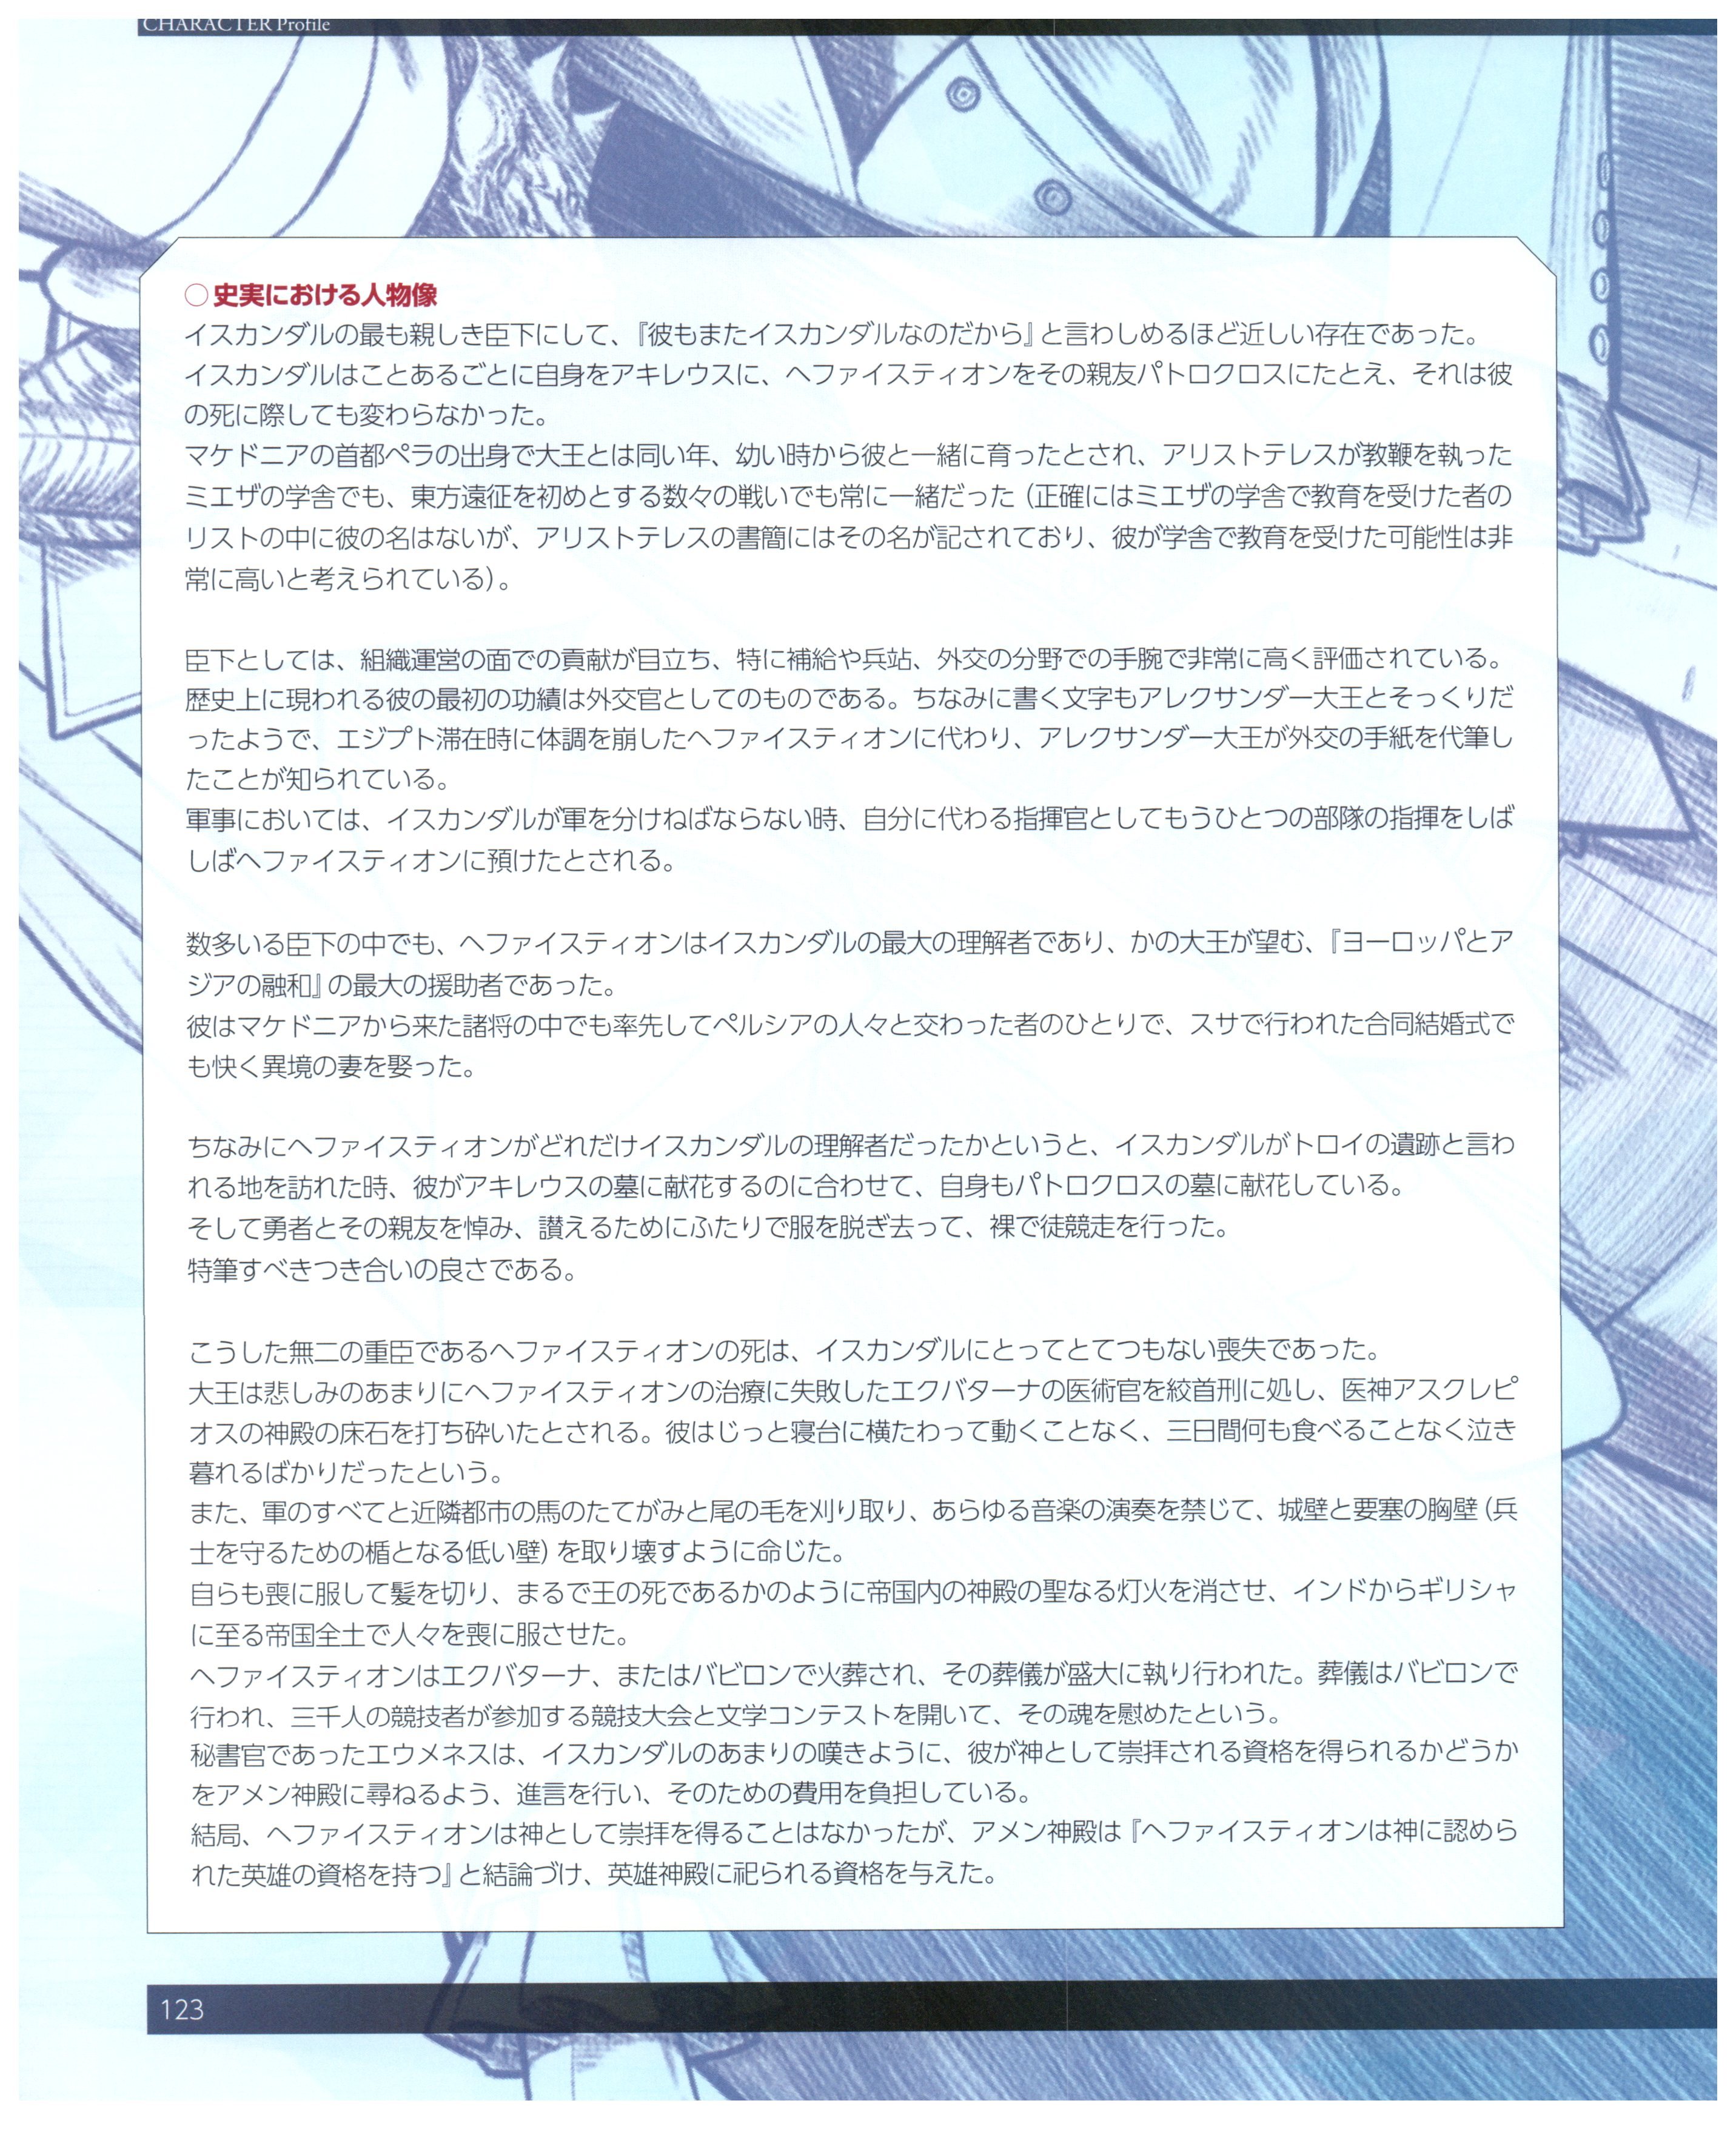 CHARACTER Profile
○史実における人物像
イスカンダルの最も親しき臣下にして、『彼もまたイスカンダルなのだから』と言わしめるほど近しい存在であった。
イスカンダルはことあるごとに自身をアキレウスに、ヘファイスティオンをその親友パトロクロスにたとえ、それは彼
の死に際しても変わらなかった。
マケドニアの首都ペラの出身で大王とは同い年、幼い時から彼と一緒に育ったとされ、アリストテレスが教鞭を執った
ミエザの学舎でも、東方遠征を初めとする数々の戦いでも常に一緒だった（正確にはミエザの学舎で教育を受けた者の
リストの中に彼の名はないが、アリストテレスの書簡にはその名が記されており、彼が学舎で教育を受けた可能性は非
常に高いと考えられている）。
臣下としては、組織運営の面での貢献が目立ち、特に補給や兵站、外交の分野での手腕で非常に高く評価されている。
歴史上に現われる彼の最初の功績は外交官としてのものである。ちなみに書く文字もアレクサンダー大王とそっくりだ
ったようで、エジプト滞在時に体調を崩したヘファイスティオンに代わり、アレクサンダー大王が外交の手紙を代筆し
たことが知られている。
軍事においては、イスカンダルが軍を分けねばならない時、自分に代わる指揮官としてもうひとつの部隊の指揮をしば
しばヘファイスティオンに預けたとされる。
数多いる臣下の中でも、ヘファイスティオンはイスカンダルの最大の理解者であり、かの大王が望む、『ヨーロッパとア
ジアの融和』の最大の援助者であった。
彼はマケドニアから来た諸将の中でも率先してペルシアの人々と交わった者のひとりで、スサで行われた合同結婚式で
も快く異境の妻を娶った。
ちなみにヘファイスティオンがどれだけイスカンダルの理解者だったかというと、イスカンダルがトロイの遺跡と言わ
れる地を訪れた時、彼がアキレウスの墓に献花するのに合わせて、自身もパトロクロスの墓に献花している。
そして勇者とその親友を悼み、讃えるためにふたりで服を脱ぎ去って、裸で徒競走を行った。
特筆すべきつき合いの良さである。
こうした無二の重臣であるヘファイスティオンの死は、イスカンダルにとってとてつもない喪失であった。
大王は悲しみのあまりにヘファイスティオンの治療に失敗したエクバターナの医術官を絞首刑に処し、医神アスクレピ
オスの神殿の床石を打ち砕いたとされる。彼はじっと寝台に横たわって動くことなく、三日間何も食べることなく泣き
暮れるばかりだったという。
また、軍のすべてと近隣都市の馬のたてがみと尾の毛を刈り取り、あらゆる音楽の演奏を禁じて、城壁と要塞の胸壁（兵
士を守るための楯となる低い壁）を取り壊すように命じた。
自らも喪に服して髪を切り、まるで王の死であるかのように帝国内の神殿の聖なる灯火を消させ、インドからギリシャ
に至る帝国全土で人々を喪に服させた。
ヘファイスティオンはエクバターナ、またはバビロンで火葬され、その葬儀が盛大に執り行われた。葬儀はバビロンで
行われ、三千人の競技者が参加する競技大会と文学コンテストを開いて、その魂を慰めたという。
秘書官であったエウメネスは、イスカンダルのあまりの嘆きように、彼が神として崇拝される資格を得られるかどうか
をアメン神殿に尋ねるよう、進言を行い、そのための費用を負担している。
結局、ヘファイスティオンは神として崇拝を得ることはなかったが、アメン神殿は『ヘファイスティオンは神に認めら
れた英雄の資格を持つ』と結論づけ、英雄神殿に祀られる資格を与えた。
123